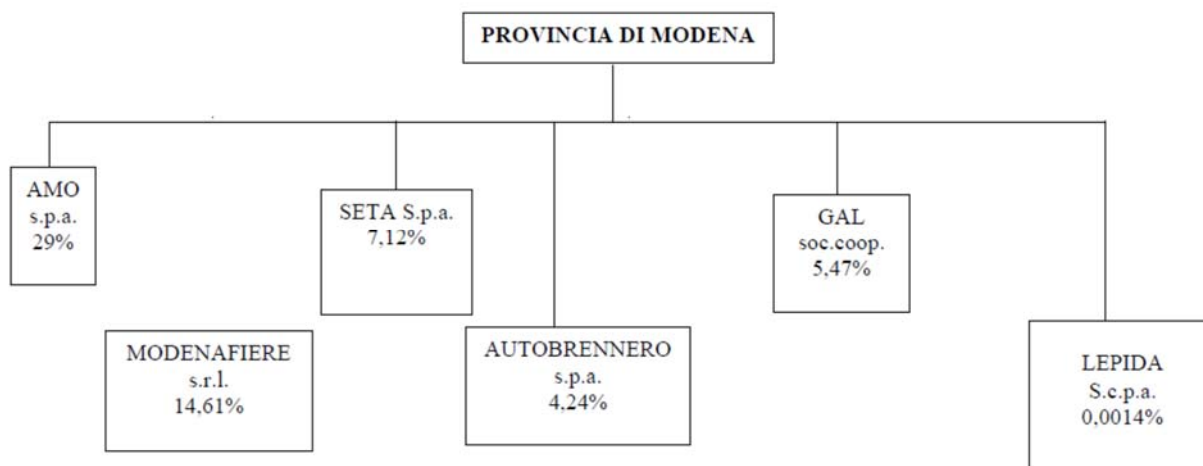 PROVINCIA DI MODENA
AMO
s.p.a.
29%
SETA S.p.a.
7,12%
GAL
soc.coop.
5,47%
MODENAFIERE
s.r.l.
14,61%
AUTOBRENNERO
s.p.a.
4,24%
LEPIDA
S.c.p.a.
0,0014%